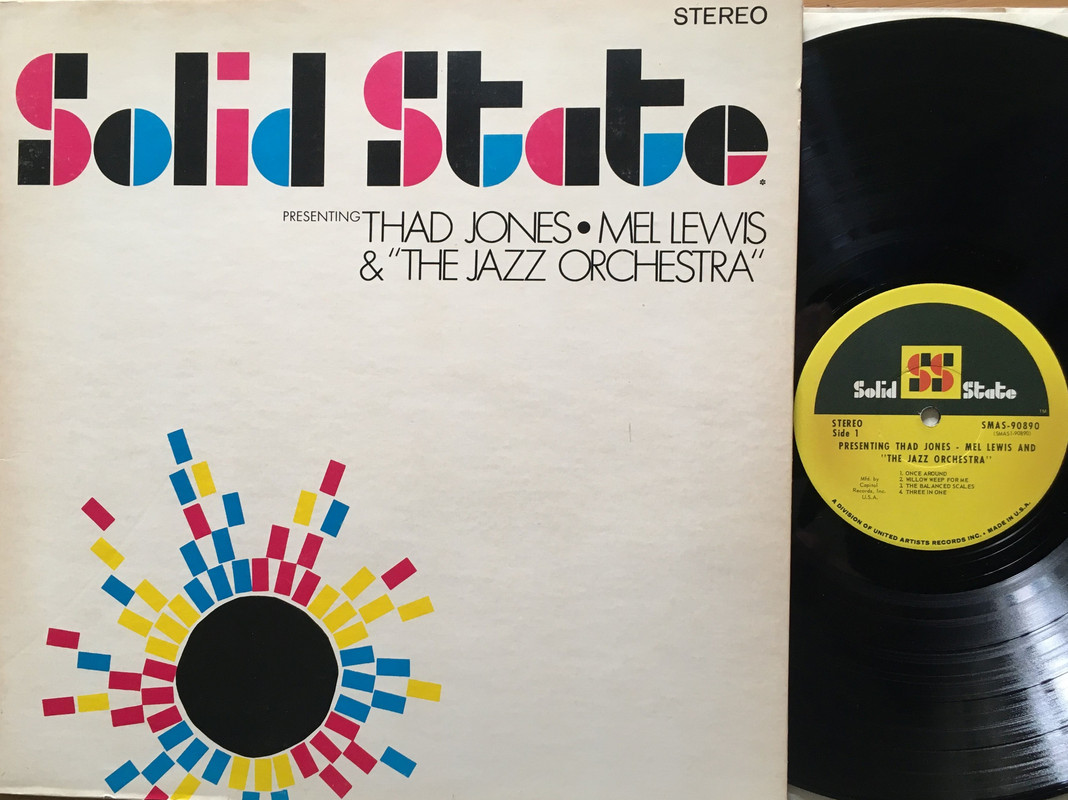 STEREO
Solid State
PRESENTING THAD JONES • MEL LEWIS
& "THE JAZZ ORCHESTRA"
Solid SS State
TM
STEREO
Side 1
SMAS-90890
(SMAS1-90890)
PRESENTING THAD JONES - MEL LEWIS AND
"THE JAZZ ORCHESTRA"
1. ONCE AROUND
2. WILLOW WEEP FOR ME
3. THE BALANCED SCALES
4. THREE IN ONE
Mfd. by
Capitol
Records, Inc.
U.S.A.
A DIVISION OF UNITED ARTISTS RECORDS INC. • MADE IN U.S.A.